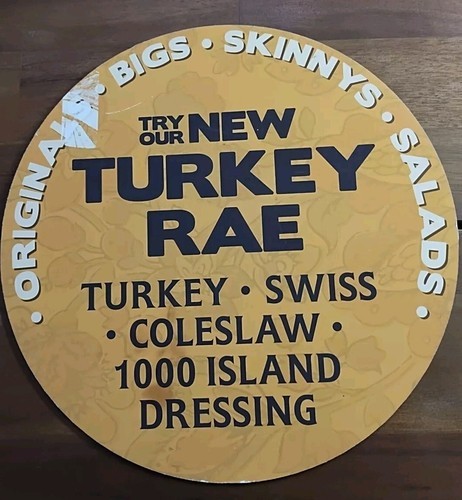 • ORIGINALS • BIGS • SKINNYS • SALADS •
TRY
OUR NEW
TURKEY
RAE
TURKEY • SWISS
• COLESLAW •
1000 ISLAND
DRESSING